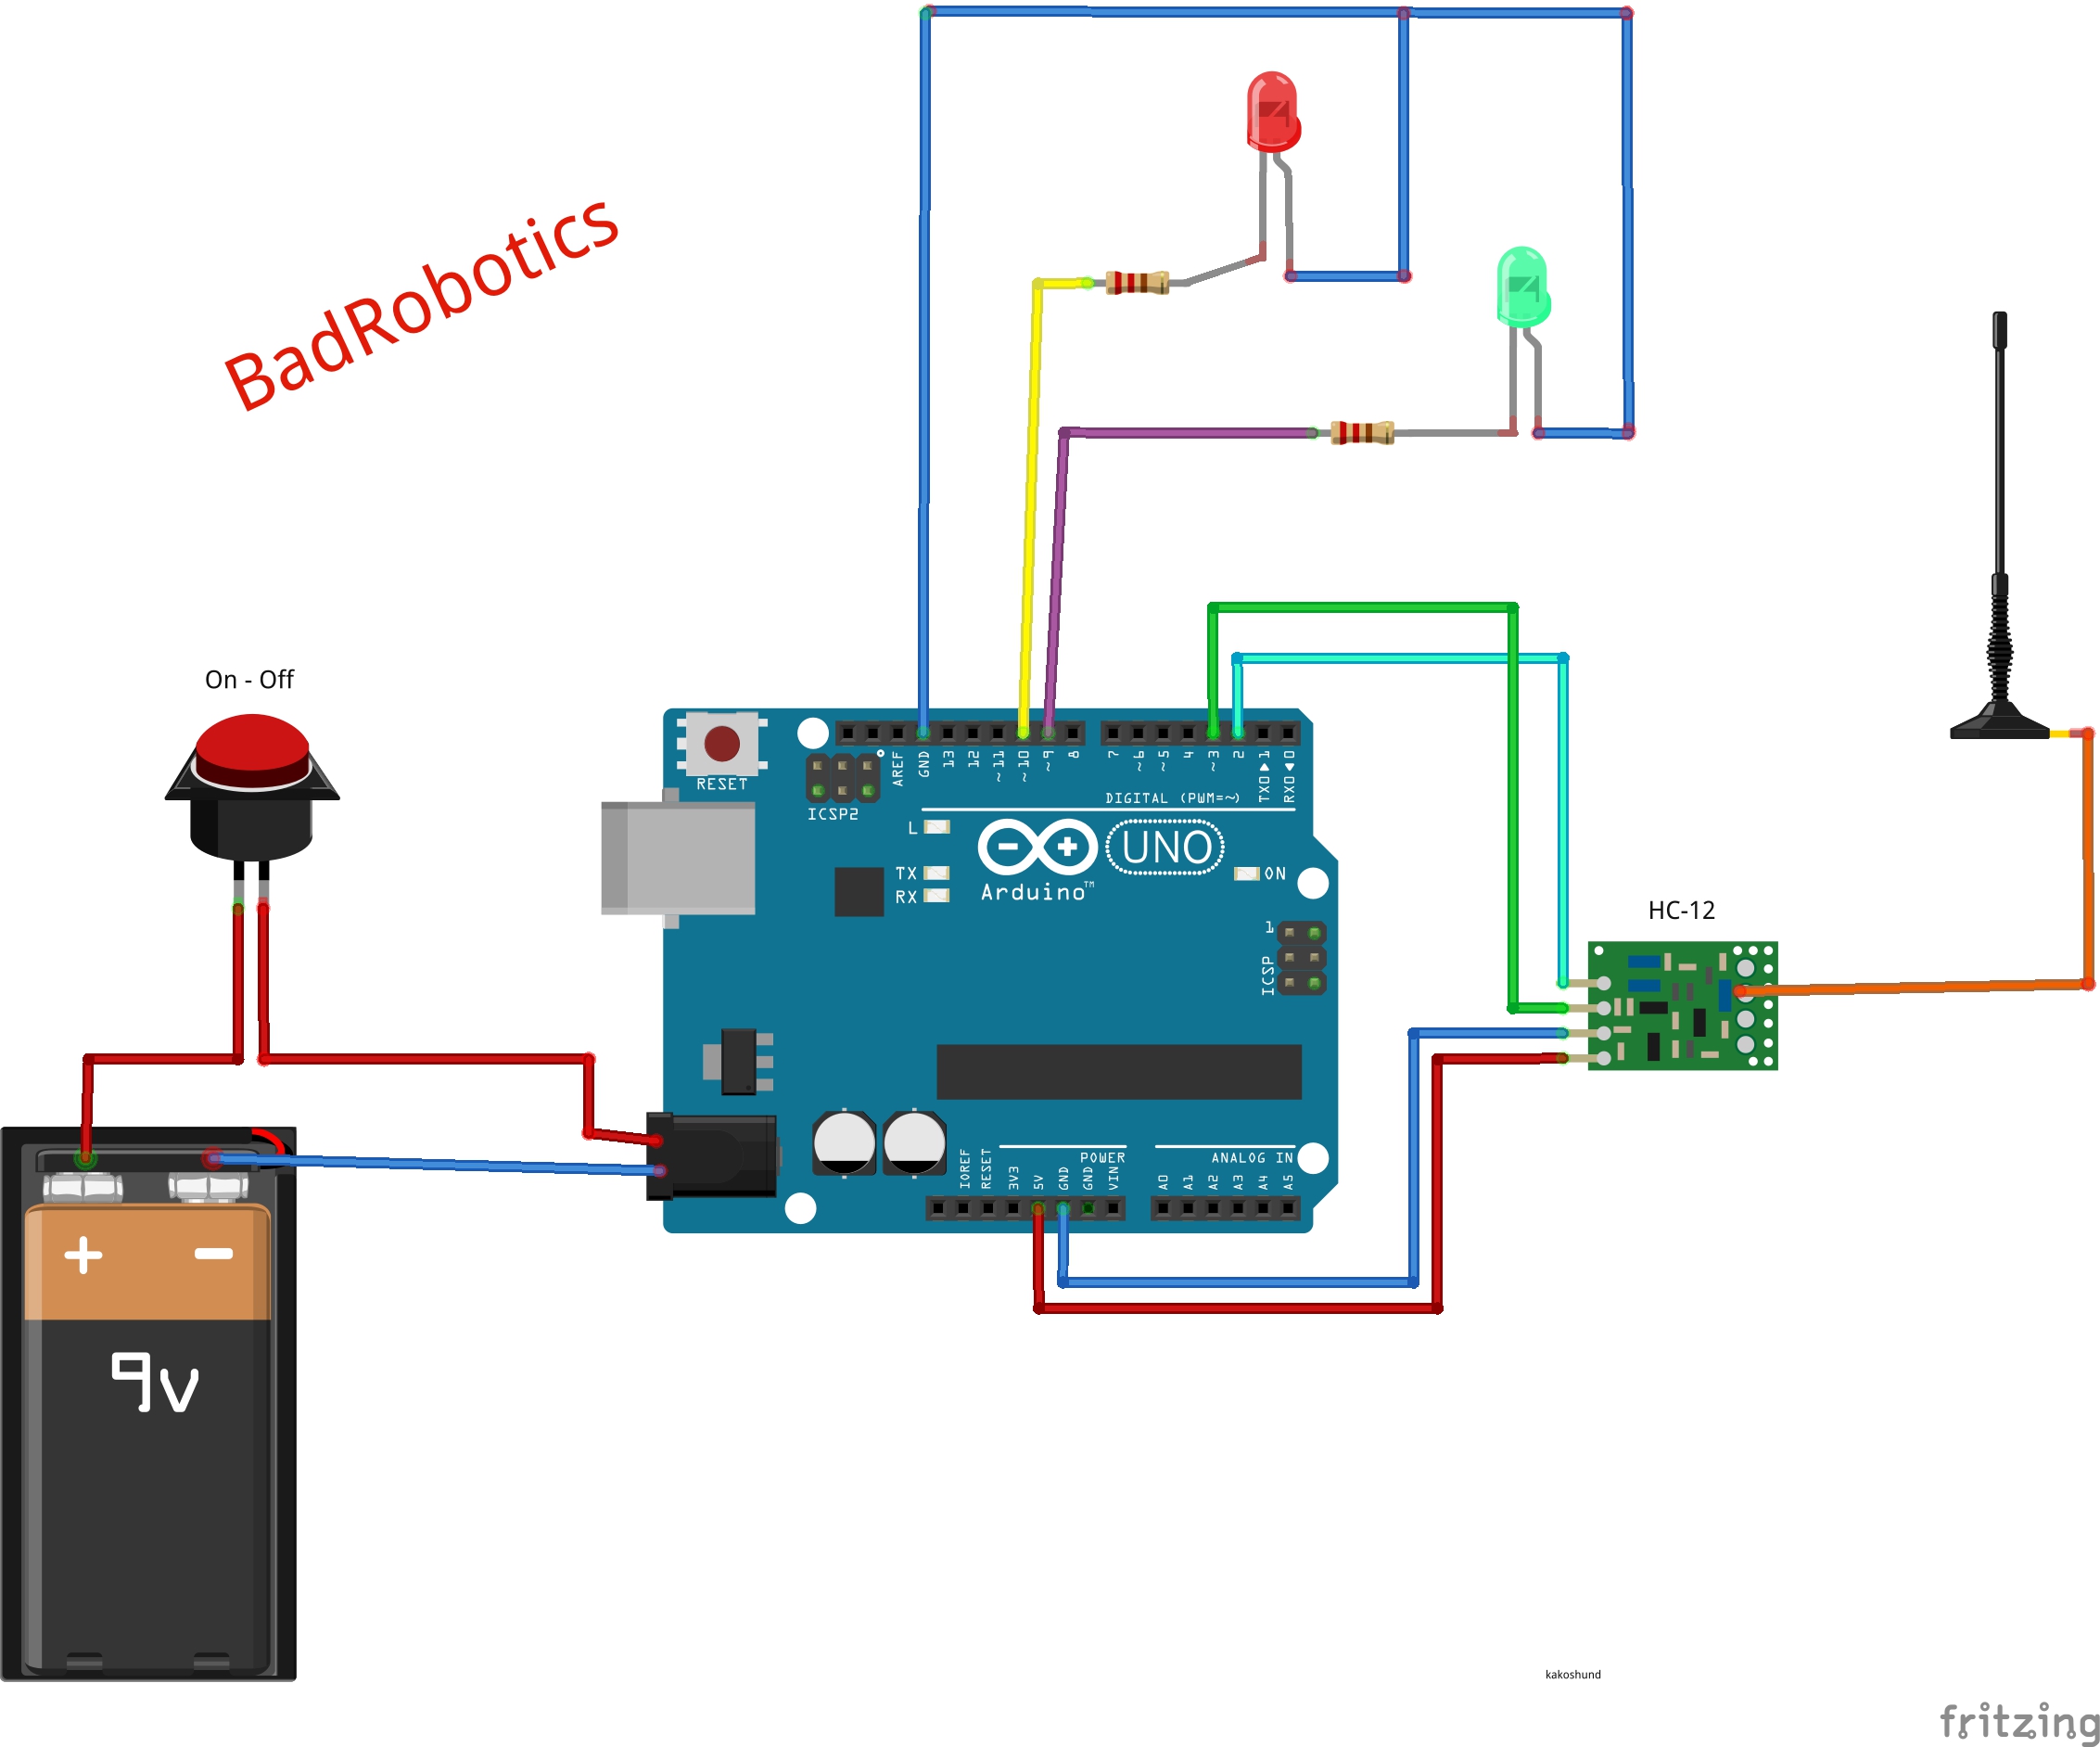 BadRobotics
On - Off
RESET
ICSP2
AREF
GND
13
12
~11
~10
~9
8
7
~6
~5
4
~3
2
TX0▶1
RX0◀0
DIGITAL (PWM=~)
L
TX
RX
Arduino™
UNO
ON
1
ICSP
HC-12
IOREF
RESET
3V3
5V
GND
GND
VIN
POWER
ANALOG IN
A0
A1
A2
A3
A4
A5
+ -
9v
kakoshund
fritzing